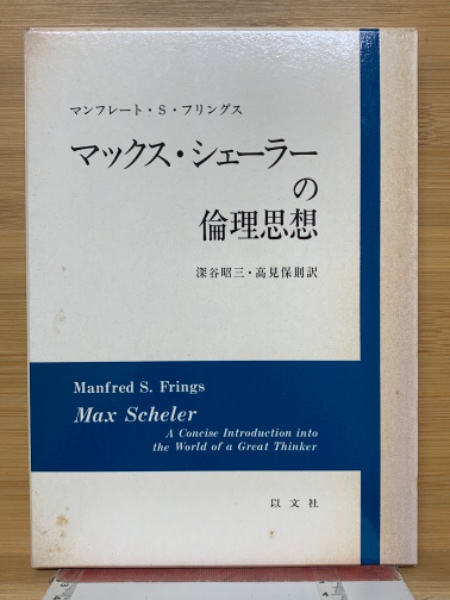 マンフレート・S・フリングス
マックス・シェーラー
の
倫理思想
深谷昭三・高見保則訳
Manfred S. Frings
Max Scheler
A Concise Introduction into
the World of a Great Thinker
以文社